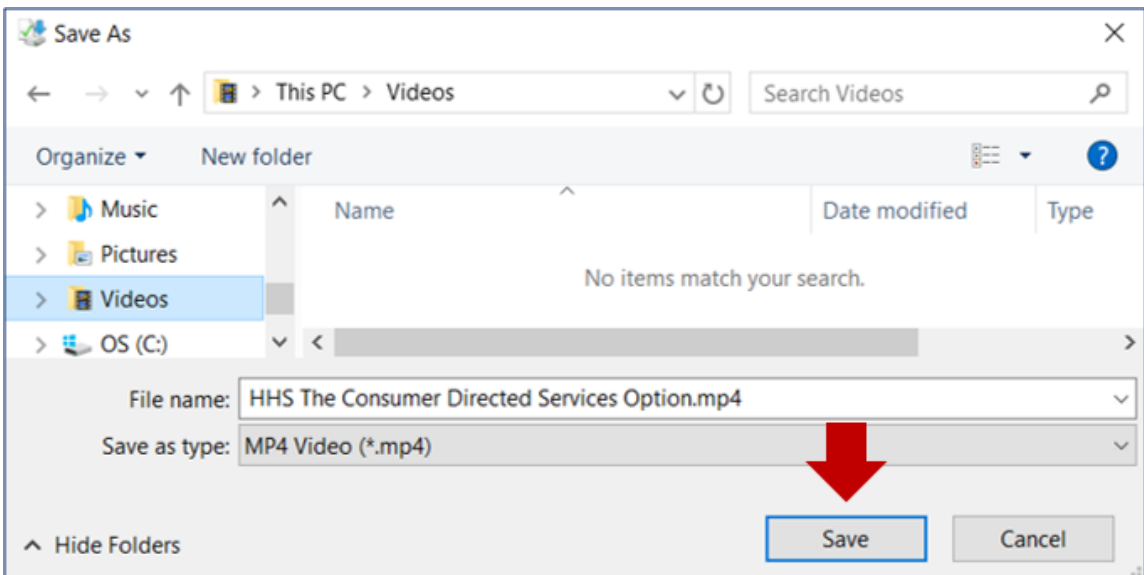 Save As
This PC > Videos
Search Videos
Organize
New folder
Name
Date modified
Type
Music
Pictures
Videos
OS (C:)
No items match your search.
File name: HHS The Consumer Directed Services Option.mp4
Save as type: MP4 Video (*.mp4)
Hide Folders
Save
Cancel